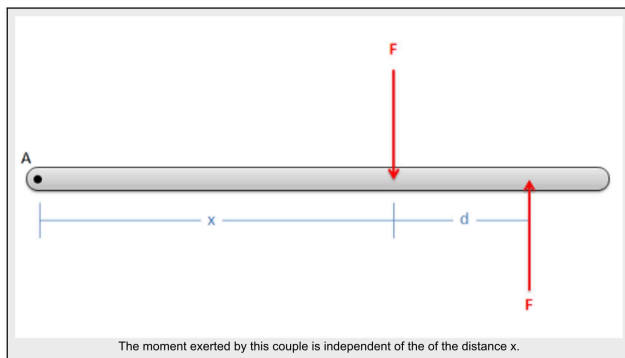 F
A
x
d
F
The moment exerted by this couple is independent of the of the distance x.